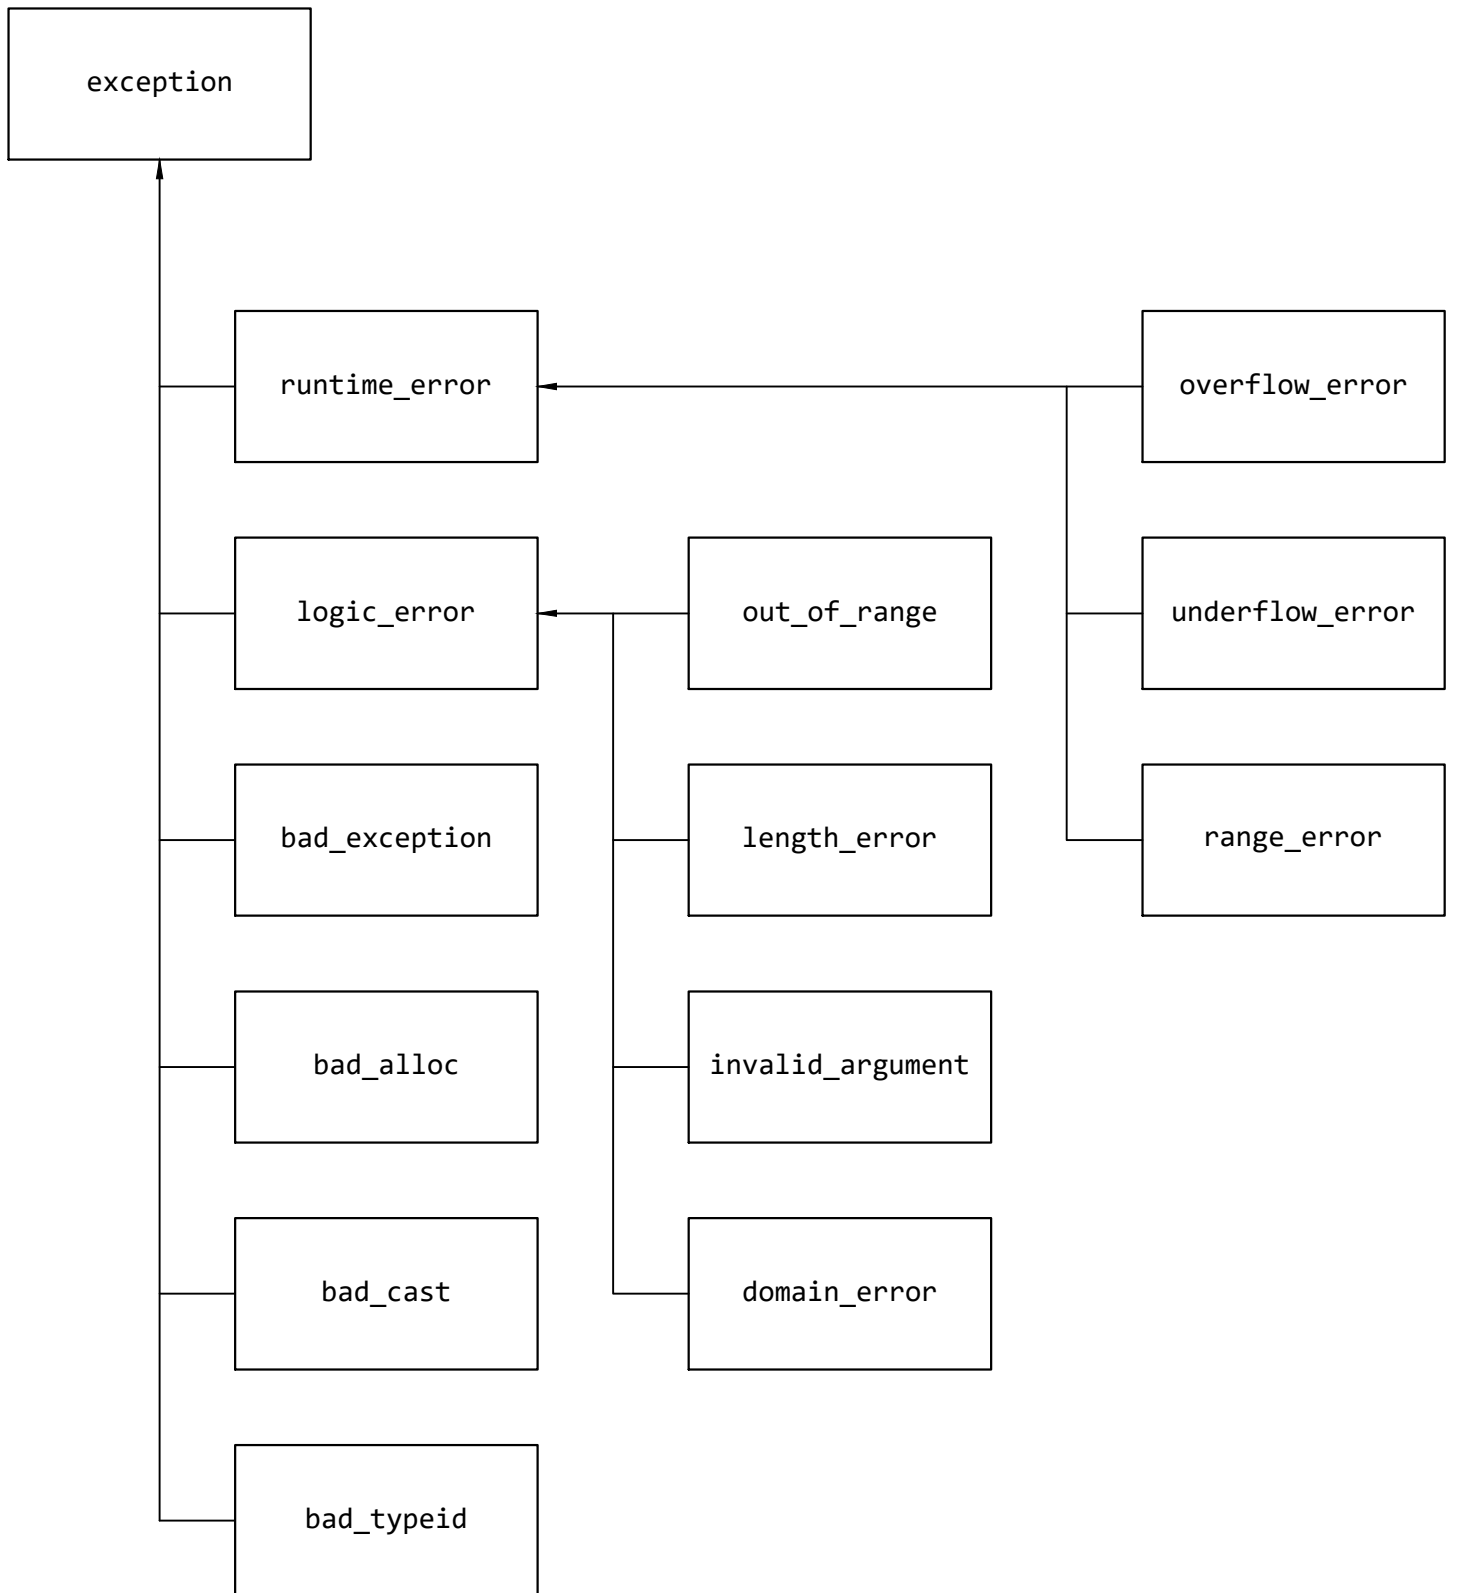 exception
runtime_error
overflow_error
logic_error
out_of_range
underflow_error
bad_exception
length_error
range_error
bad_alloc
invalid_argument
bad_cast
domain_error
bad_typeid